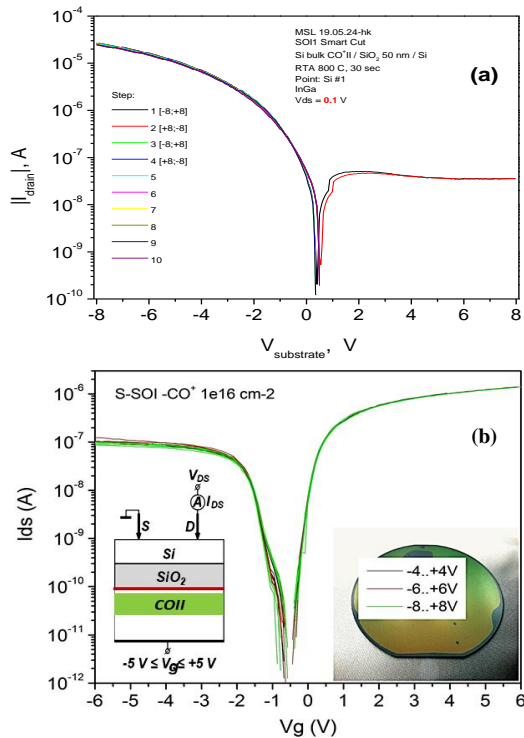 MSL 19.05.24-hk
SOI1 Smart Cut
Si bulk CO⁺II / SiO₂ 50 nm / Si
RTA 800 C, 30 sec
Point: Si #1
InGa
Vds = 0.1 V
(a)
Step:
1 [-8;+8]
2 [+8;-8]
3 [-8;+8]
4 [+8;-8]
5
6
7
8
9
10
|I_drain|, A
10⁻⁴
10⁻⁵
10⁻⁶
10⁻⁷
10⁻⁸
10⁻⁹
10⁻¹⁰
-8 -6 -4 -2 0 2 4 6 8
V_substrate, V
S-SOI -CO⁺ 1e16 cm-2
(b)
Ids (A)
10⁻⁶
10⁻⁷
10⁻⁸
10⁻⁹
10⁻¹⁰
10⁻¹¹
10⁻¹²
V_DS
A I_DS
S D
Si
SiO₂
COII
-5 V ≤ Vg ≤ +5 V
-4..+4V
-6..+6V
-8..+8V
-6 -5 -4 -3 -2 -1 0 1 2 3 4 5 6
Vg (V)